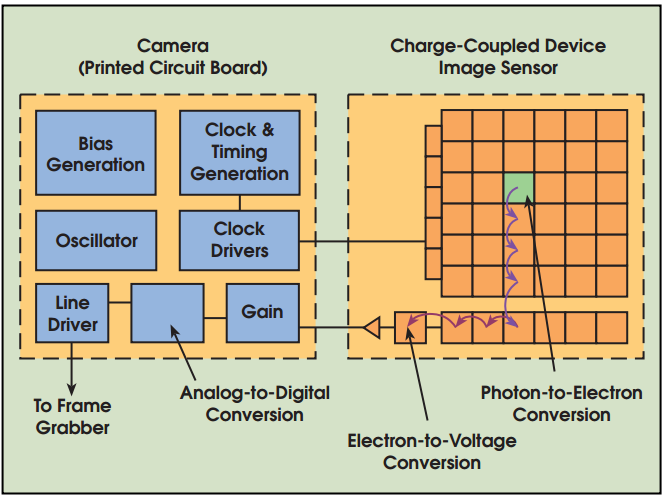 Camera
(Printed Circuit Board)
Charge-Coupled Device
Image Sensor
Bias
Generation
Clock &
Timing
Generation
Oscillator
Clock
Drivers
Line
Driver
Gain
To Frame
Grabber
Analog-to-Digital
Conversion
Electron-to-Voltage
Conversion
Photon-to-Electron
Conversion